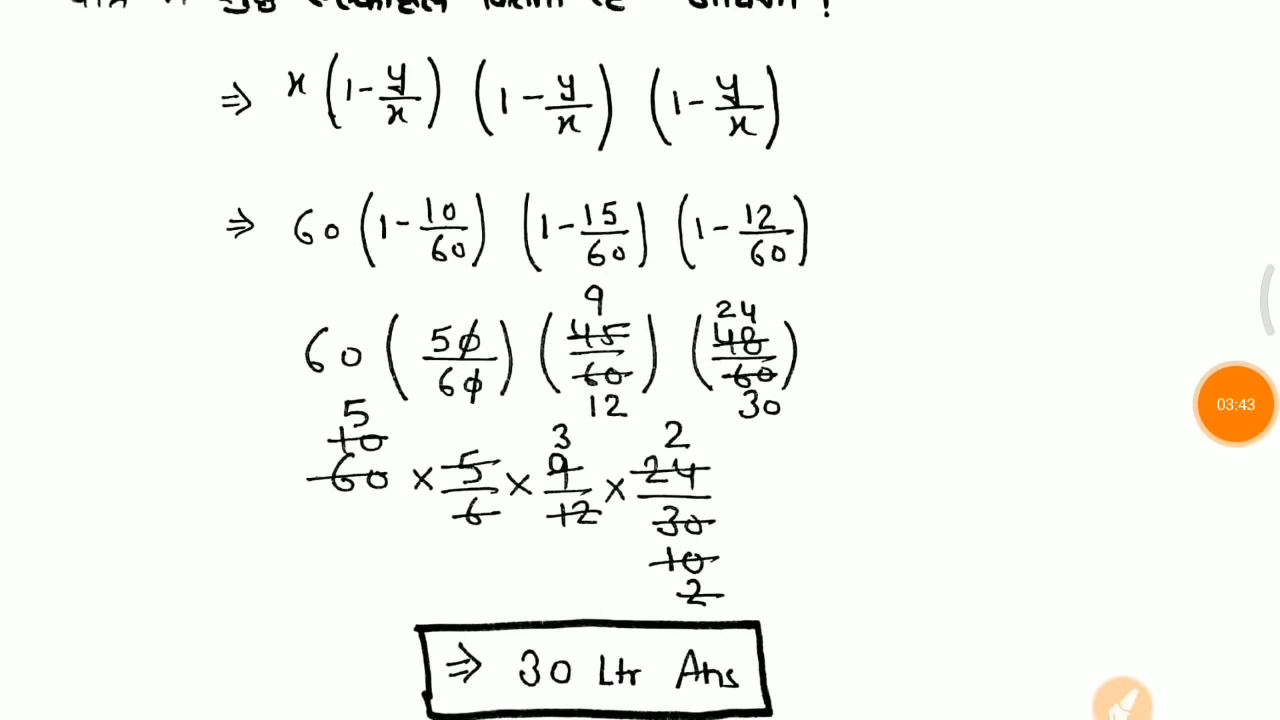 ⇒ x (1-y/x) (1-y/x) (1-y/x)
⇒ 60 (1-10/60) (1-15/60) (1-12/60)
9 24
60 (50/60) (45/60) (48/60)
12 30
5
10 3 2
60 × 5/6 × 9/12 × 24/30
10
2
⇒ 30 Ltr Ans
03:43